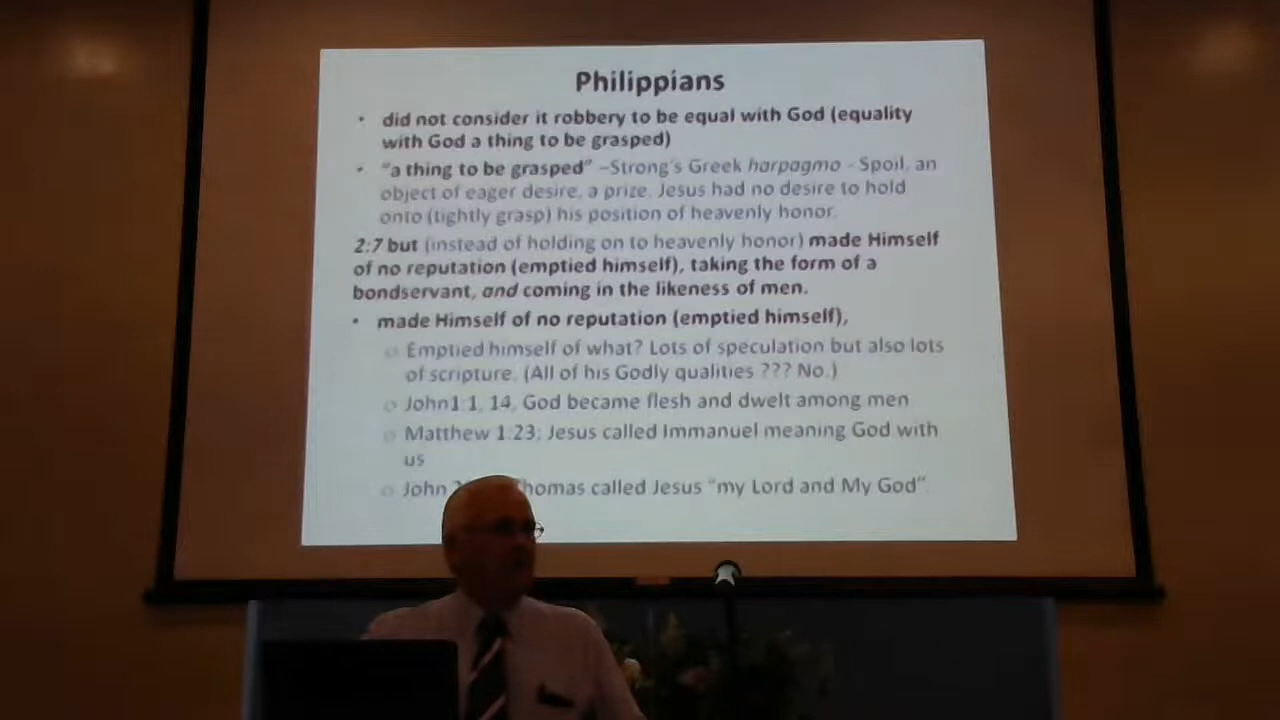 Philippians
• did not consider it robbery to be equal with God (equality
with God a thing to be grasped)
• "a thing to be grasped" –Strong's Greek harpagmo - Spoil, an
object of eager desire, a prize. Jesus had no desire to hold
onto (tightly grasp) his position of heavenly honor.
2:7 but (instead of holding on to heavenly honor) made Himself
of no reputation (emptied himself), taking the form of a
bondservant, and coming in the likeness of men.
• made Himself of no reputation (emptied himself),
o Emptied himself of what? Lots of speculation but also lots
of scripture. (All of his Godly qualities ??? No.)
o John1:1, 14, God became flesh and dwelt among men
o Matthew 1:23; Jesus called Immanuel meaning God with
us
o John called Jesus "my Lord and My God".